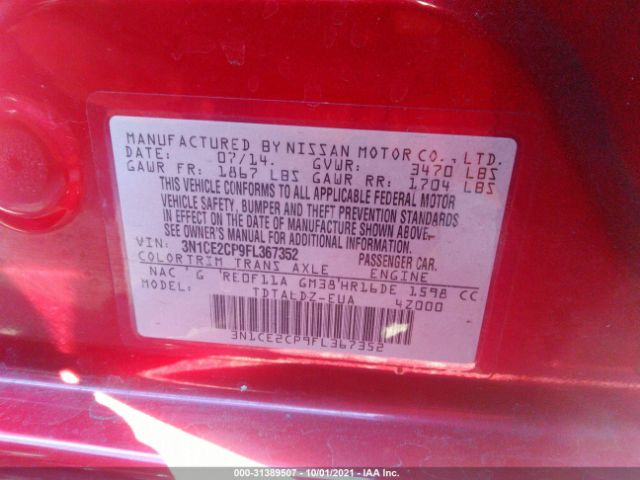 MANUFACTURED BY NISSAN MOTOR CO., LTD.
DATE: 07/14. GVWR: 3470 LBS
GAWR FR: 1867 LBS GAWR RR: 1704 LBS
THIS VEHICLE CONFORMS TO ALL APPLICABLE FEDERAL MOTOR
VEHICLE SAFETY, BUMPER AND THEFT PREVENTION STANDARDS
IN EFFECT ON THE DATE OF MANUFACTURE SHOWN ABOVE.
SEE OWNER'S MANUAL FOR ADDITIONAL INFORMATION.
VIN: 3N1CE2CP9FL367352 PASSENGER CAR.
COLOR TRIM TRANS AXLE ENGINE
NAC ' G 'RE0F11A GM38'HR16DE 1598 CC
MODEL: TDTALDZ-EUA 4Z000
3N1CE2CP9FL367352
000-31389507 - 10/01/2021 - IAA Inc.